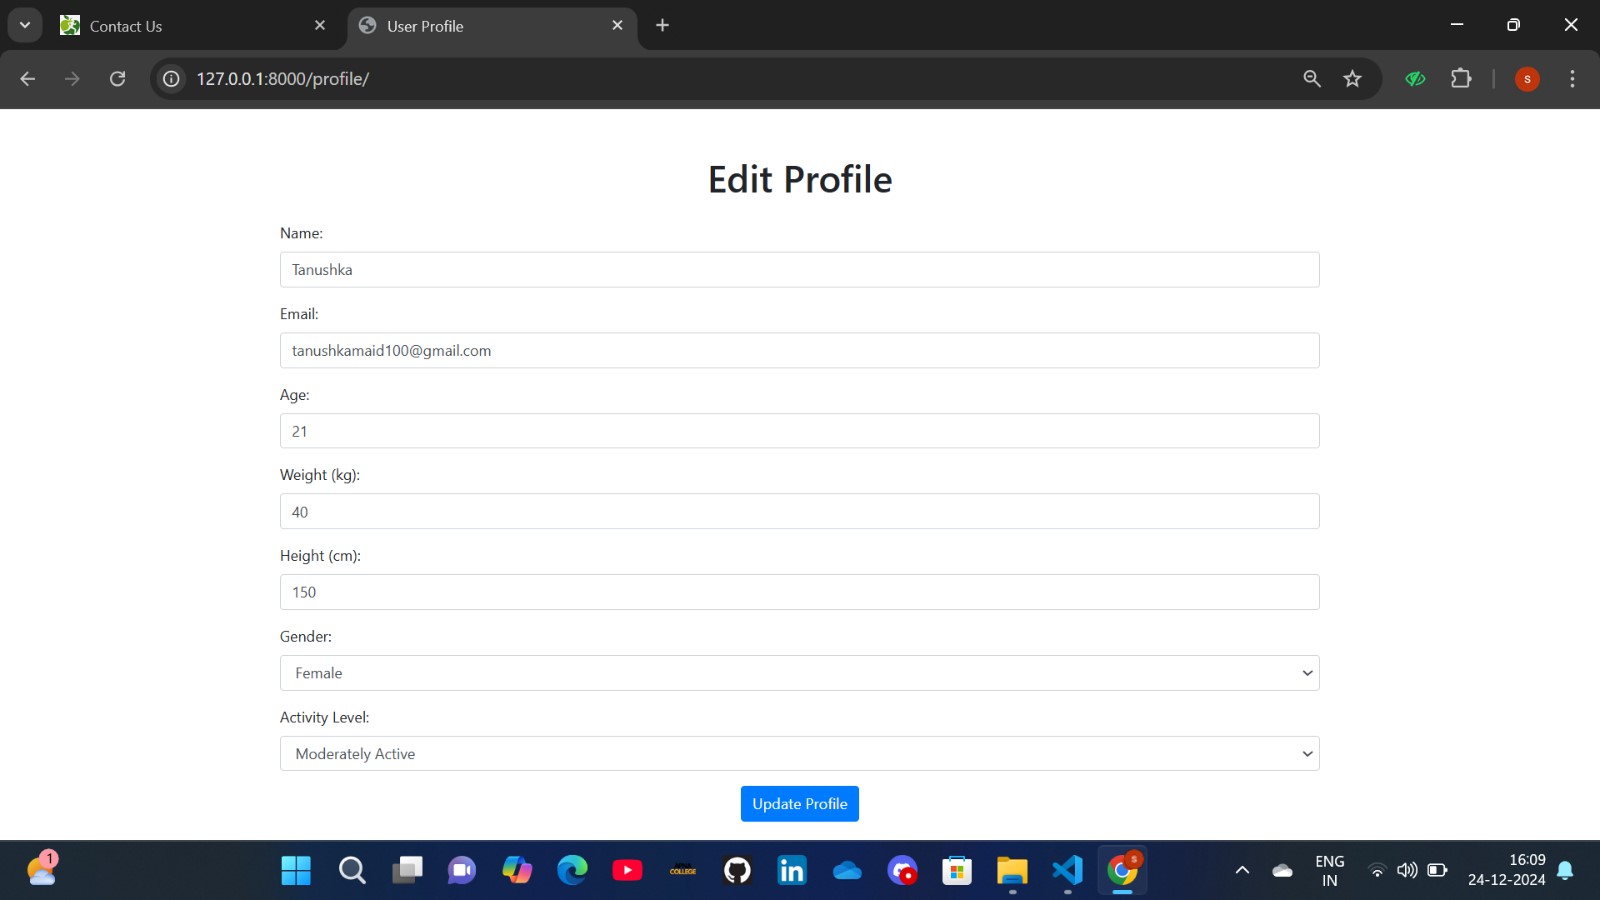 Contact Us
User Profile
127.0.0.1:8000/profile/
S
Edit Profile
Name:
Tanushka
Email:
tanushkamaid100@gmail.com
Age:
21
Weight (kg):
40
Height (cm):
150
Gender:
Female
Activity Level:
Moderately Active
Update Profile
1
COLLEGE
in
S
ENG
IN
16:09
24-12-2024